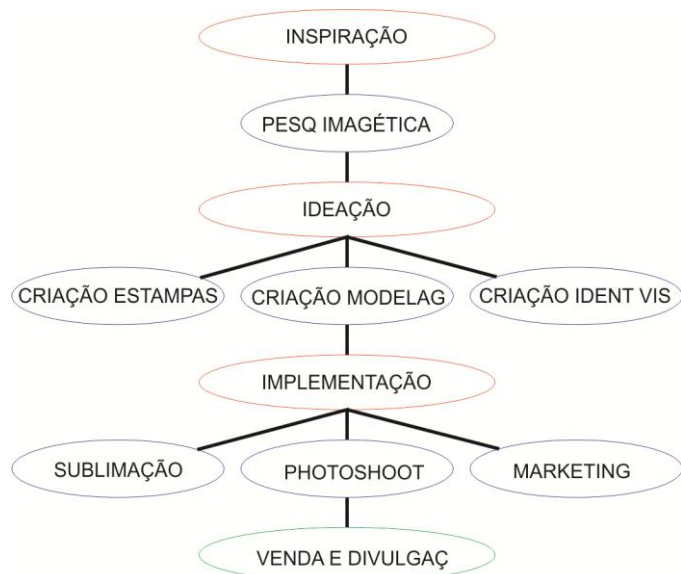 INSPIRAÇÃO
PESQ IMAGÉTICA
IDEAÇÃO
CRIAÇÃO ESTAMPAS
CRIAÇÃO MODELAG
CRIAÇÃO IDENT VIS
IMPLEMENTAÇÃO
SUBLIMAÇÃO
PHOTOSHOOT
MARKETING
VENDA E DIVULGAÇ